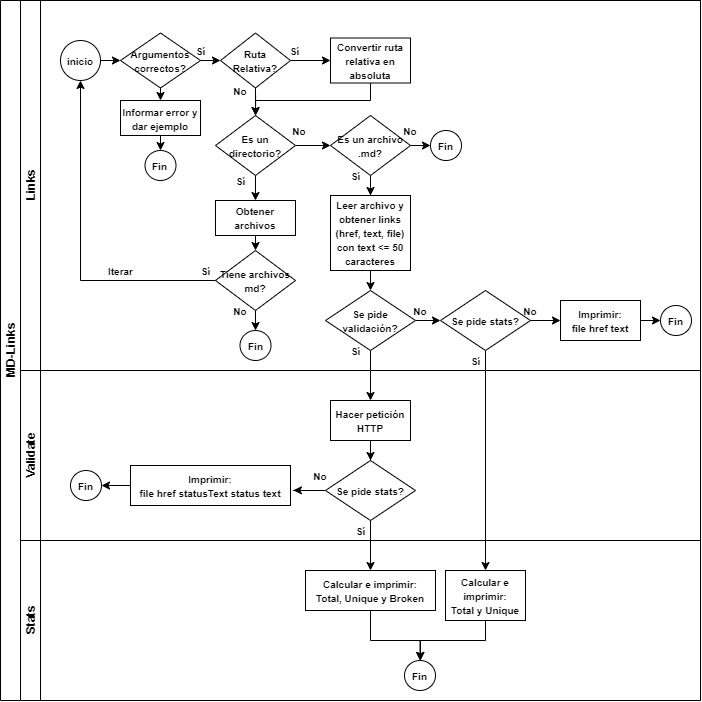 MD-Links
Links
inicio
Argumentos
correctos?
Sí
Ruta
Relativa?
Sí
Convertir ruta
relativa en
absoluta
No
Informar error y
dar ejemplo
Fin
Es un
directorio?
No
Es un archivo
.md?
No
Fin
Sí
Sí
Obtener
archivos
Leer archivo y
obtener links
(href, text, file)
con text <= 50
caracteres
Iterar
Sí
Tiene archivos
md?
No
Fin
Se pide
validación?
No
Se pide stats?
No
Imprimir:
file href text
Fin
Sí
Sí
Validate
Hacer petición
HTTP
Se pide stats?
No
Imprimir:
file href statusText status text
Fin
Sí
Stats
Calcular e imprimir:
Total, Unique y Broken
Calcular e
imprimir:
Total y Unique
Fin